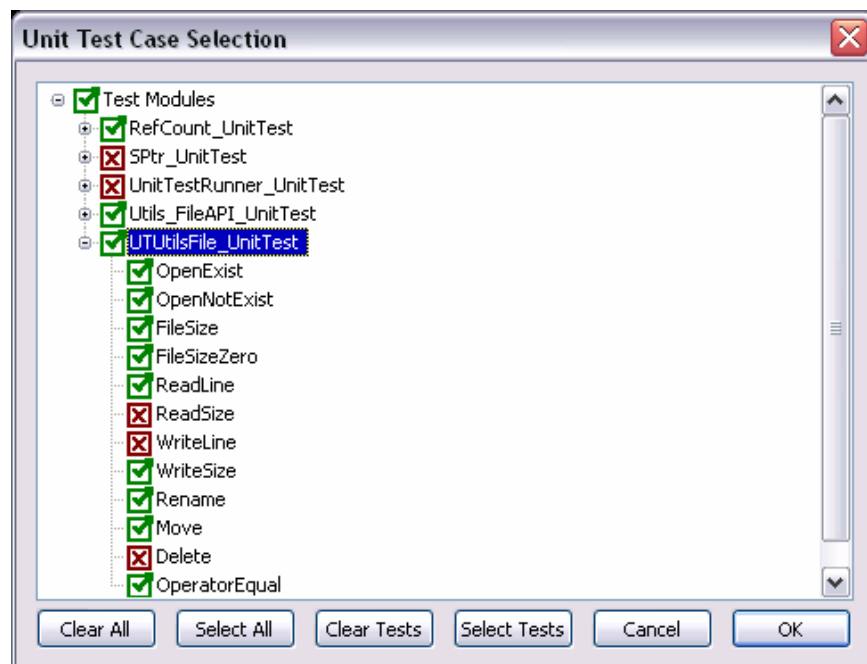 Unit Test Case Selection
Test Modules
RefCount_UnitTest
SPtr_UnitTest
UnitTestRunner_UnitTest
Utils_FileAPI_UnitTest
UTUtilsFile_UnitTest
OpenExist
OpenNotExist
FileSize
FileSizeZero
ReadLine
ReadSize
WriteLine
WriteSize
Rename
Move
Delete
OperatorEqual
Clear All Select All Clear Tests Select Tests Cancel OK